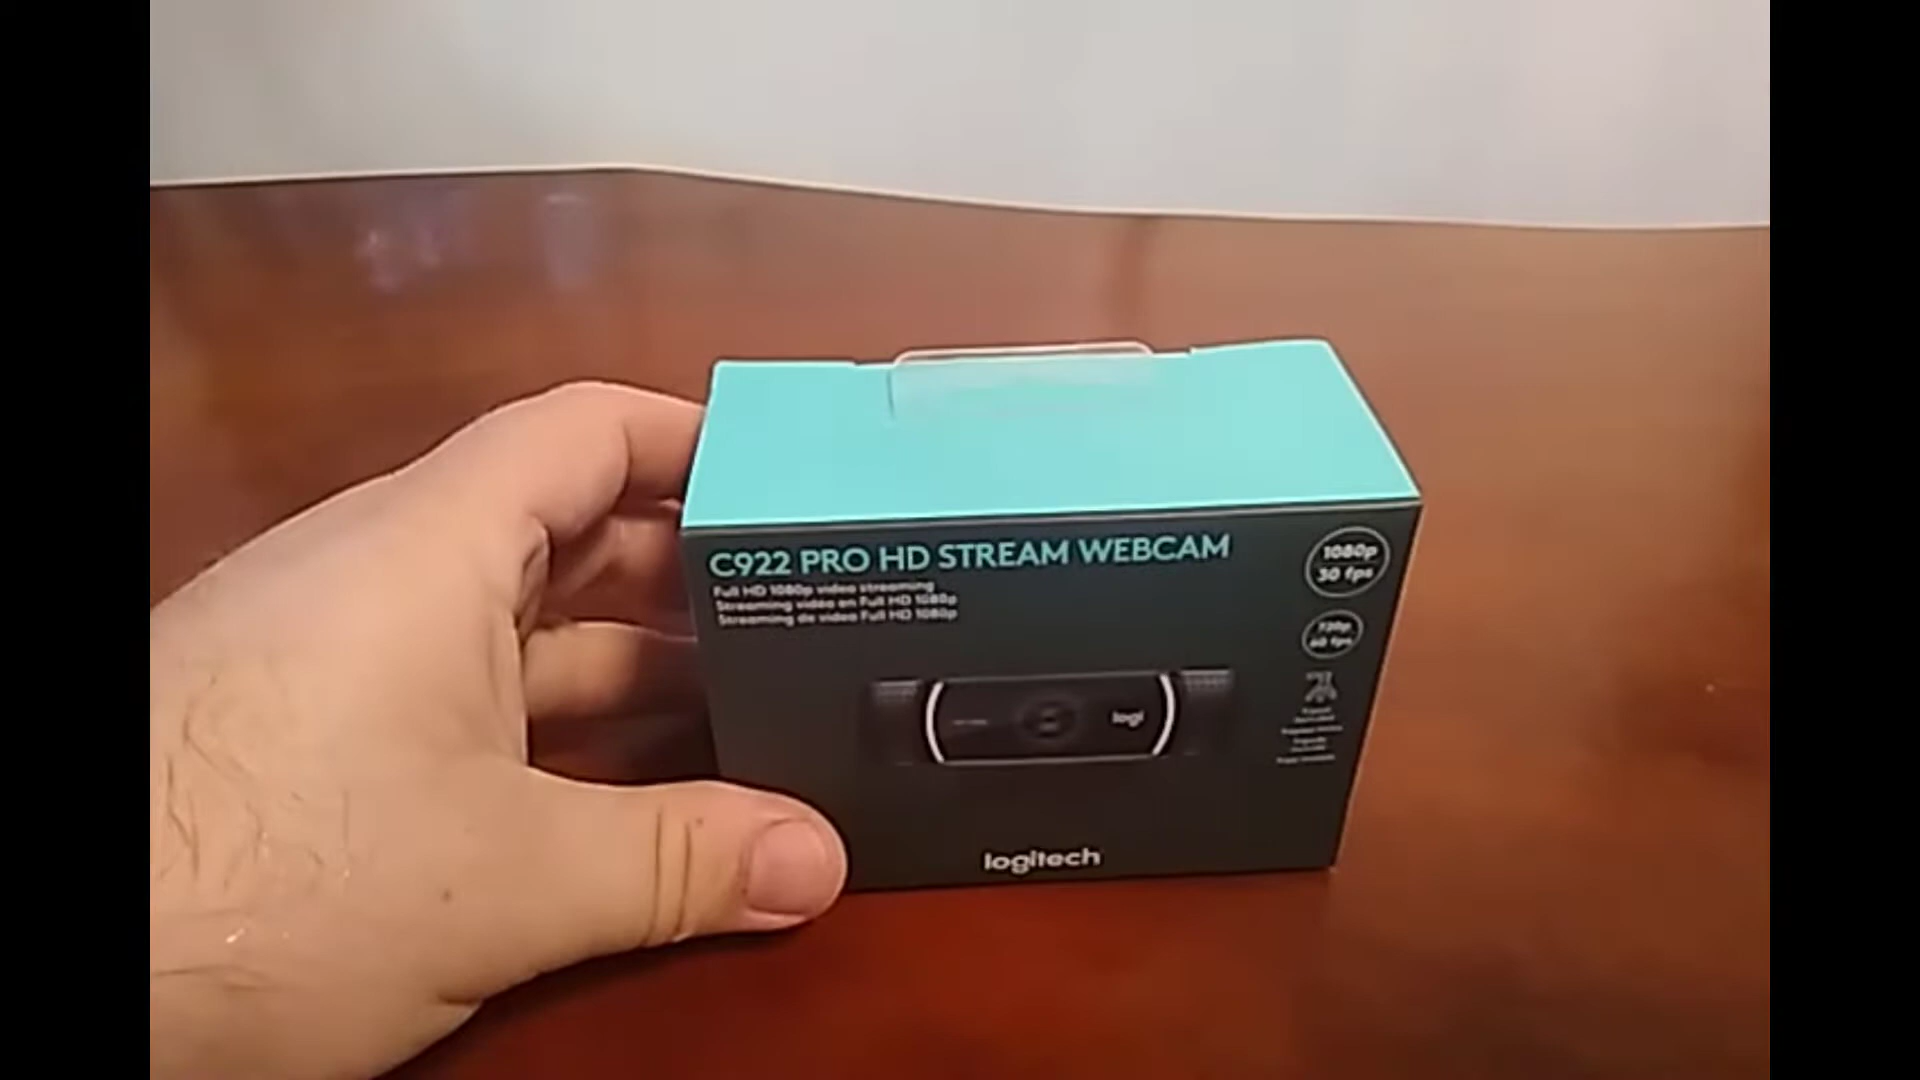 C922 PRO HD STREAM WEBCAM
Full HD 1080p video streaming
Streaming vidéo en Full HD 1080p
Streaming de video Full HD 1080p
1080p
30 fps
720p
60 fps
logi
logitech